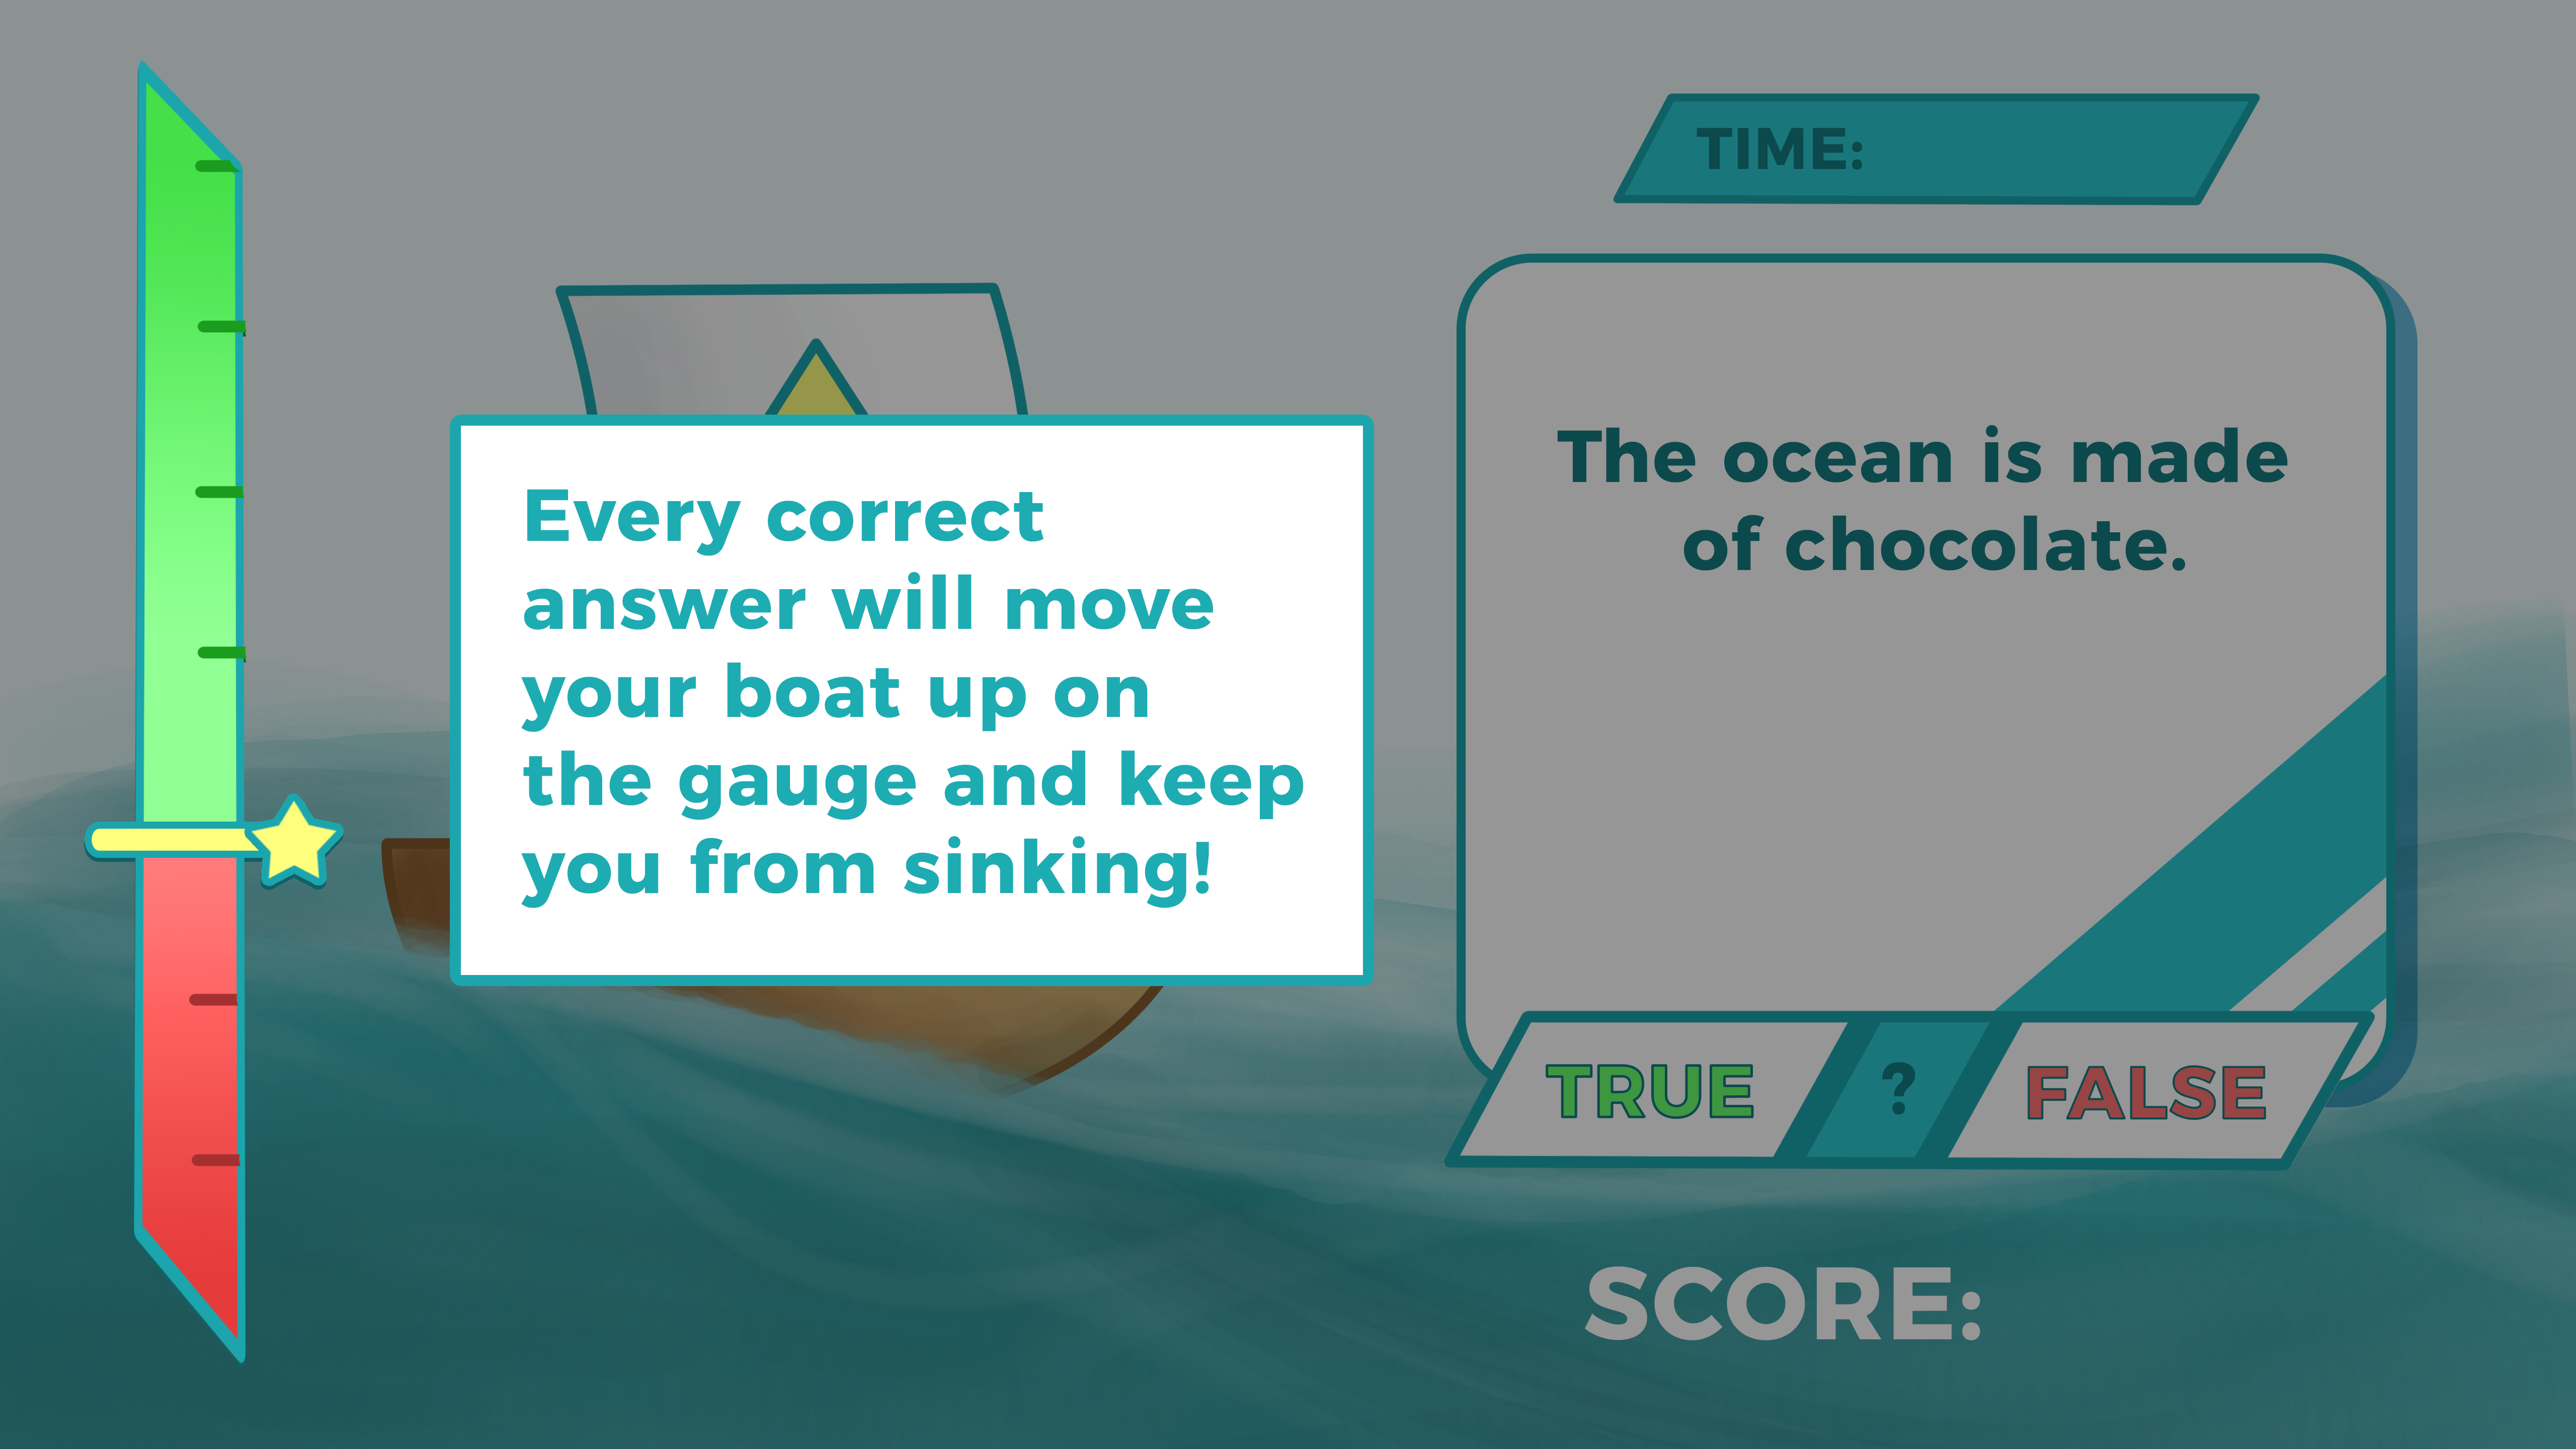 Every correct
answer will move
your boat up on
the gauge and keep
you from sinking!
TIME:
The ocean is made
of chocolate.
TRUE ? FALSE
SCORE: